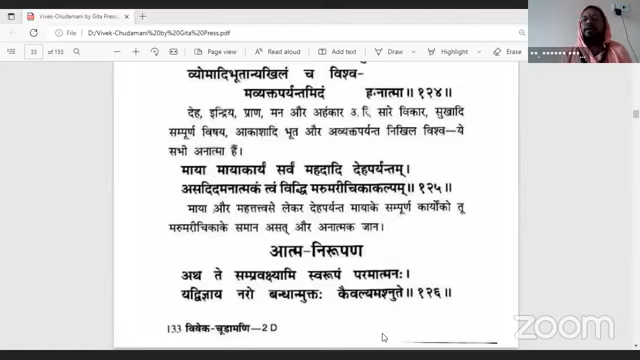 Vivek-Chudamani by Gita Press
D:/Vivek-Chudamani%20by%20Gita%20Press.pdf
33 of 153
Read aloud
Add text
Draw
Highlight
Erase
व्योमादिभूतान्यखिलं च विश्व-
मव्यक्तपर्यन्तमिदं ह्यनात्मा॥ १२४॥
देह, इन्द्रिय, प्राण, मन और अहंकार सारे विकार, सुखादि
सम्पूर्ण विषय, आकाशादि भूत और अव्यक्तपर्यन्त निखिल विश्व—ये
सभी अनात्मा हैं।
माया मायाकार्यं सर्वं महदादि देहपर्यन्तम्।
असदिदमनात्मकं त्वं विद्धि मरुमरीचिकाकल्पम्॥ १२५॥
माया और महत्तत्त्वसे लेकर देहपर्यन्त मायाके सम्पूर्ण कार्योंको तू
मरुमरीचिकाके समान असत् और अनात्मक जान।
आत्म-निरूपण
अथ ते सम्प्रवक्ष्यामि स्वरूपं परमात्मनः।
यद्विज्ञाय नरो बन्धान्मुक्तः कैवल्यमश्नुते॥ १२६॥
133 विवेक-चूडामणि—2 D
zoom